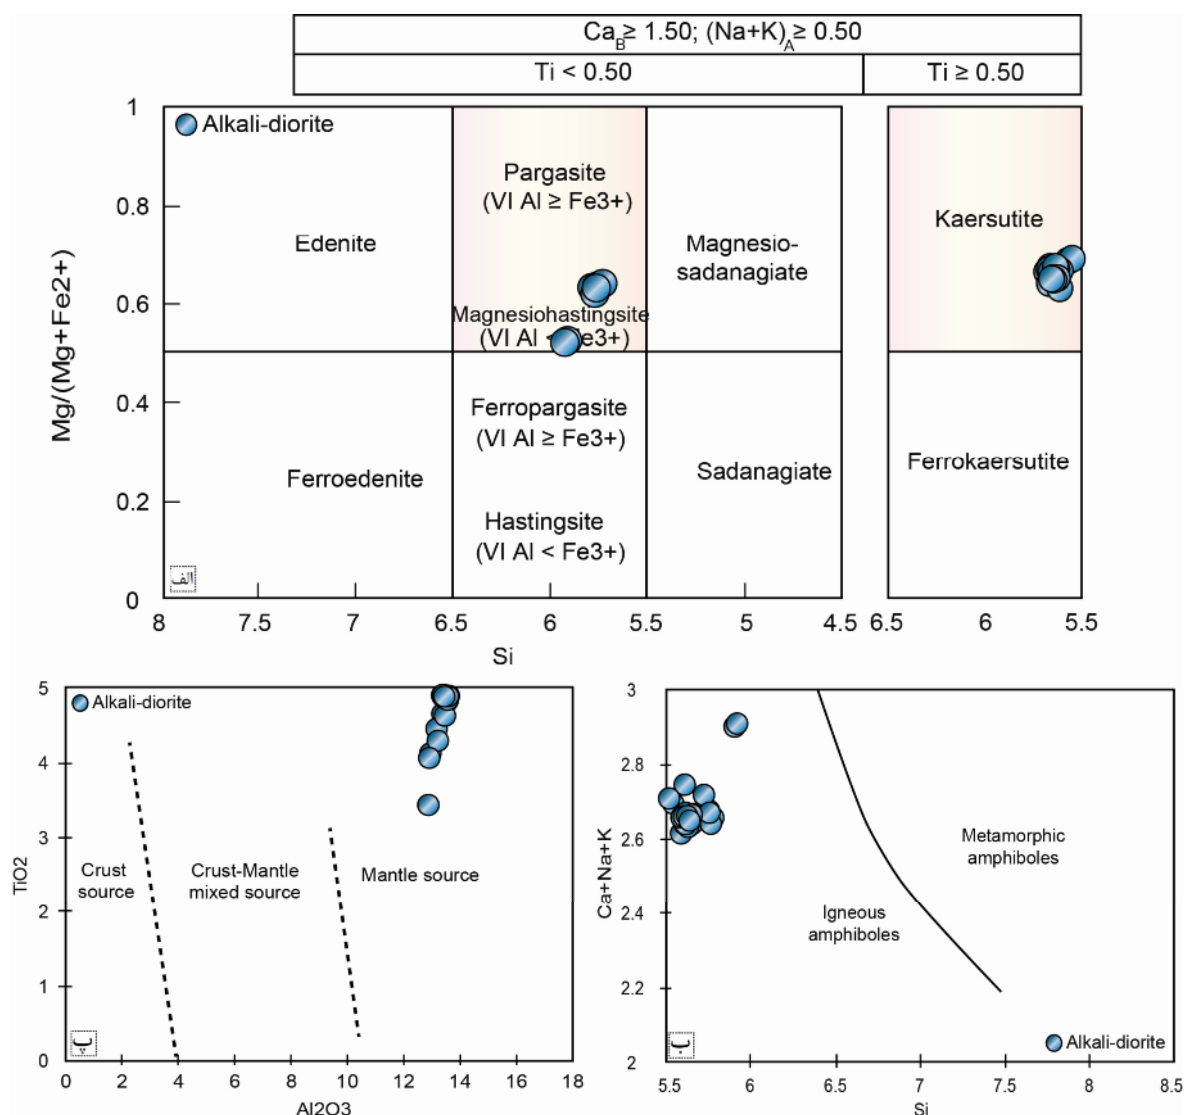 Ca_B ≥ 1.50; (Na+K)_A ≥ 0.50
Ti < 0.50
Ti ≥ 0.50
1
0.8
0.6
0.4
0.2
0
Mg/(Mg+Fe2+)
Alkali-diorite
Edenite
Pargasite
(VI Al ≥ Fe3+)
Magnesiohastingsite
(VI Al < Fe3+)
Magnesio-
sadanagiate
Kaersutite
Ferroedenite
Ferropargasite
(VI Al ≥ Fe3+)
Hastingsite
(VI Al < Fe3+)
Sadanagiate
Ferrokaersutite
الف
8 7.5 7 6.5 6 5.5 5 4.5
6.5 6 5.5
Si
5
4
3
2
1
0
TiO2
Alkali-diorite
Crust
source
Crust-Mantle
mixed source
Mantle source
پ
0 2 4 6 8 10 12 14 16 18
Al2O3
3
2.8
2.6
2.4
2.2
2
Ca+Na+K
Metamorphic
amphiboles
Igneous
amphiboles
ب
Alkali-diorite
5.5 6 6.5 7 7.5 8 8.5
Si